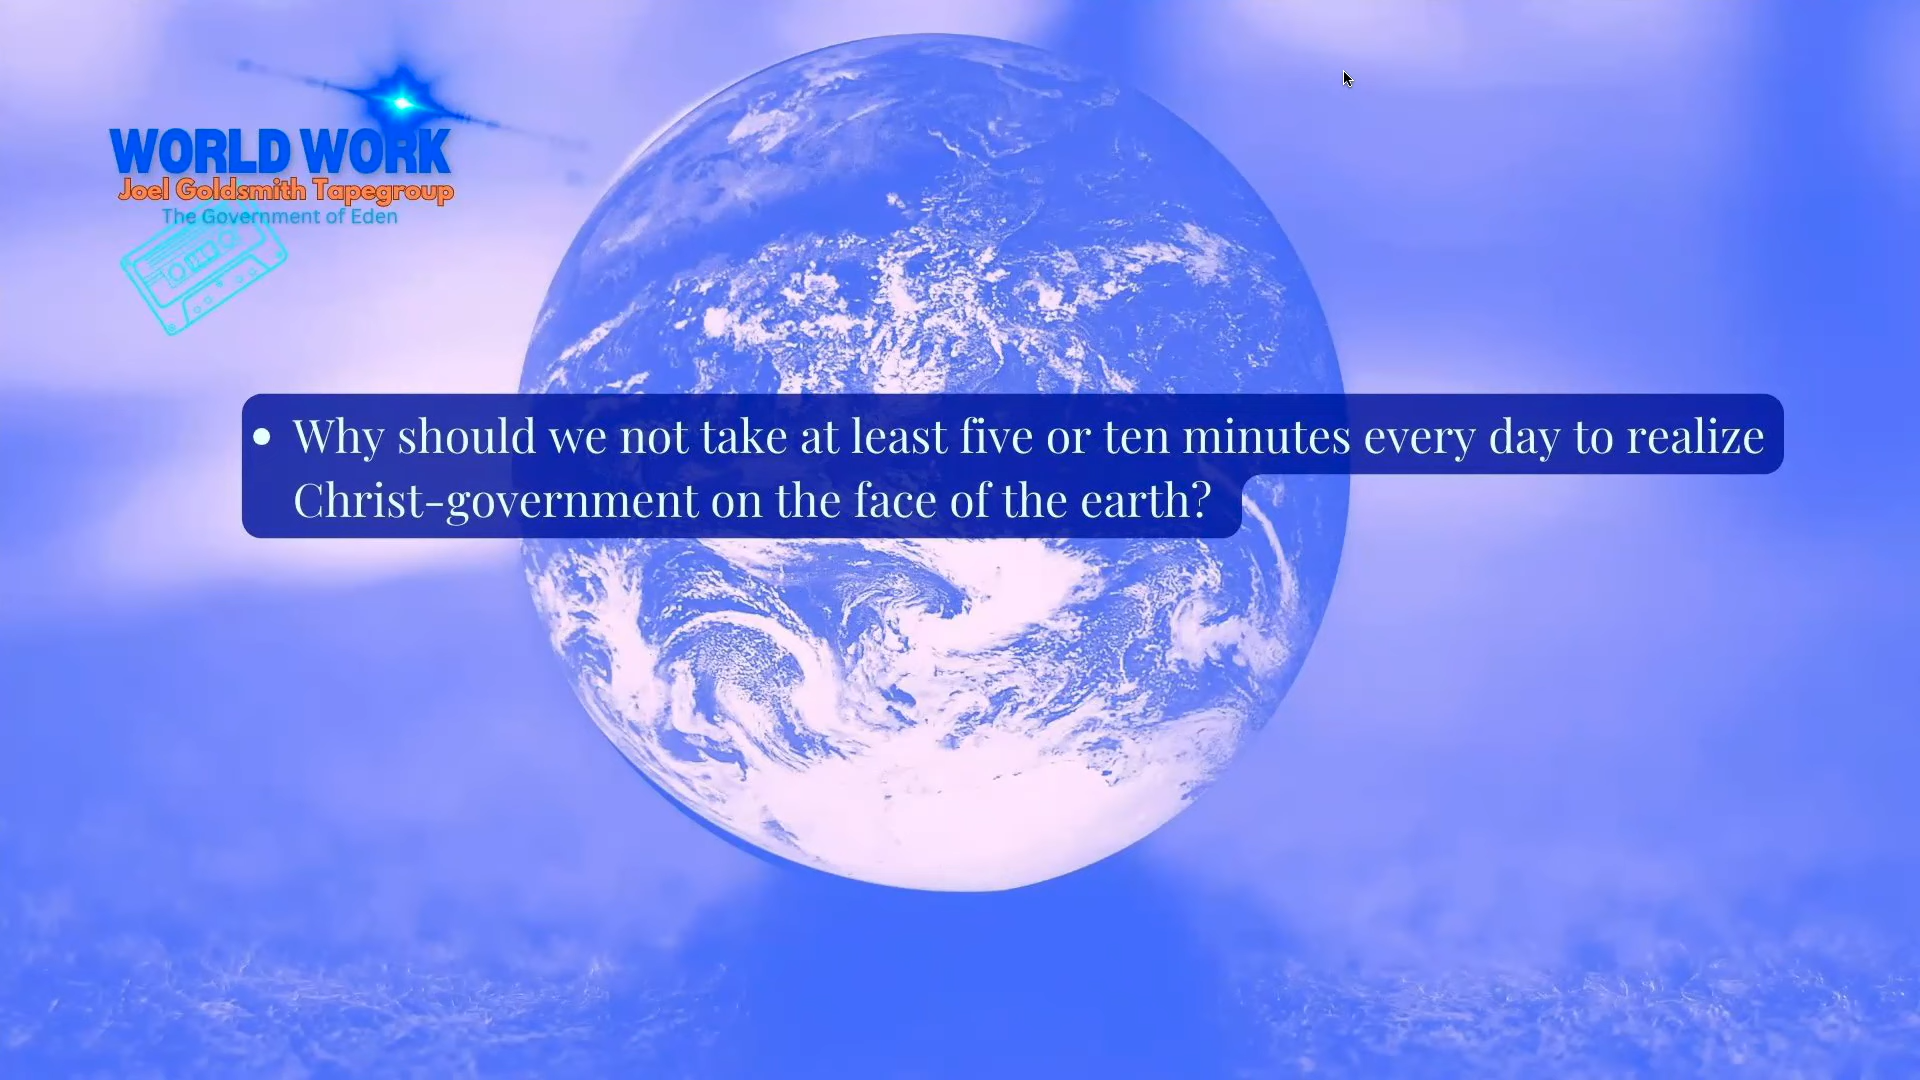 WORLD WORK
Joel Goldsmith Tapegroup
The Government of Eden
• Why should we not take at least five or ten minutes every day to realize
Christ-government on the face of the earth?